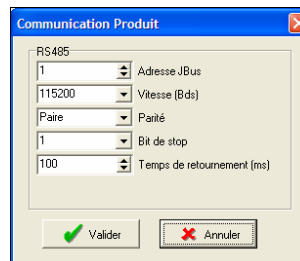 Communication Produit
RS485
1 Adresse JBus
115200 Vitesse (Bds)
Paire Parité
1 Bit de stop
100 Temps de retournement (ms)
Valider Annuler